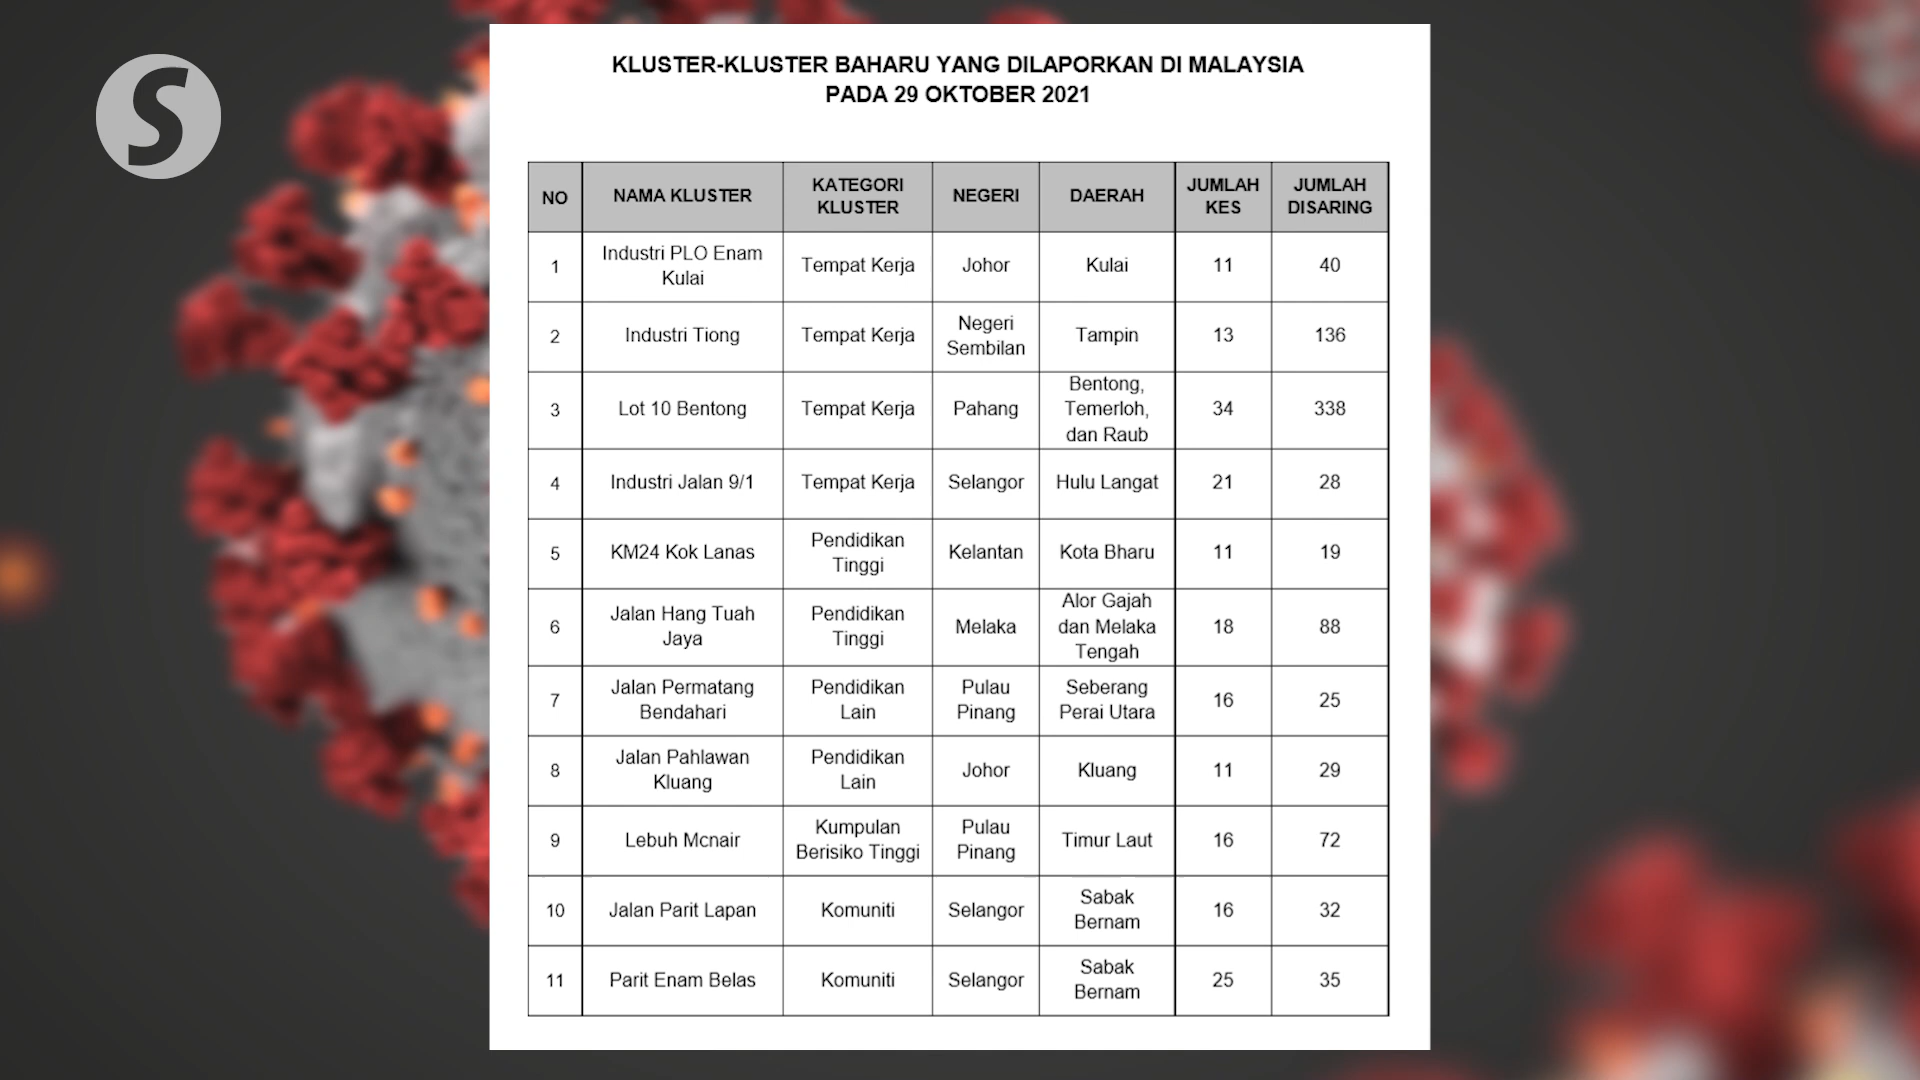 S
KLUSTER-KLUSTER BAHARU YANG DILAPORKAN DI MALAYSIA
PADA 29 OKTOBER 2021
NO NAMA KLUSTER KATEGORI KLUSTER NEGERI DAERAH JUMLAH KES JUMLAH DISARING
1 Industri PLO Enam Kulai Tempat Kerja Johor Kulai 11 40
2 Industri Tiong Tempat Kerja Negeri Sembilan Tampin 13 136
3 Lot 10 Bentong Tempat Kerja Pahang Bentong, Temerloh, dan Raub 34 338
4 Industri Jalan 9/1 Tempat Kerja Selangor Hulu Langat 21 28
5 KM24 Kok Lanas Pendidikan Tinggi Kelantan Kota Bharu 11 19
6 Jalan Hang Tuah Jaya Pendidikan Tinggi Melaka Alor Gajah dan Melaka Tengah 18 88
7 Jalan Permatang Bendahari Pendidikan Lain Pulau Pinang Seberang Perai Utara 16 25
8 Jalan Pahlawan Kluang Pendidikan Lain Johor Kluang 11 29
9 Lebuh Mcnair Kumpulan Berisiko Tinggi Pulau Pinang Timur Laut 16 72
10 Jalan Parit Lapan Komuniti Selangor Sabak Bernam 16 32
11 Parit Enam Belas Komuniti Selangor Sabak Bernam 25 35